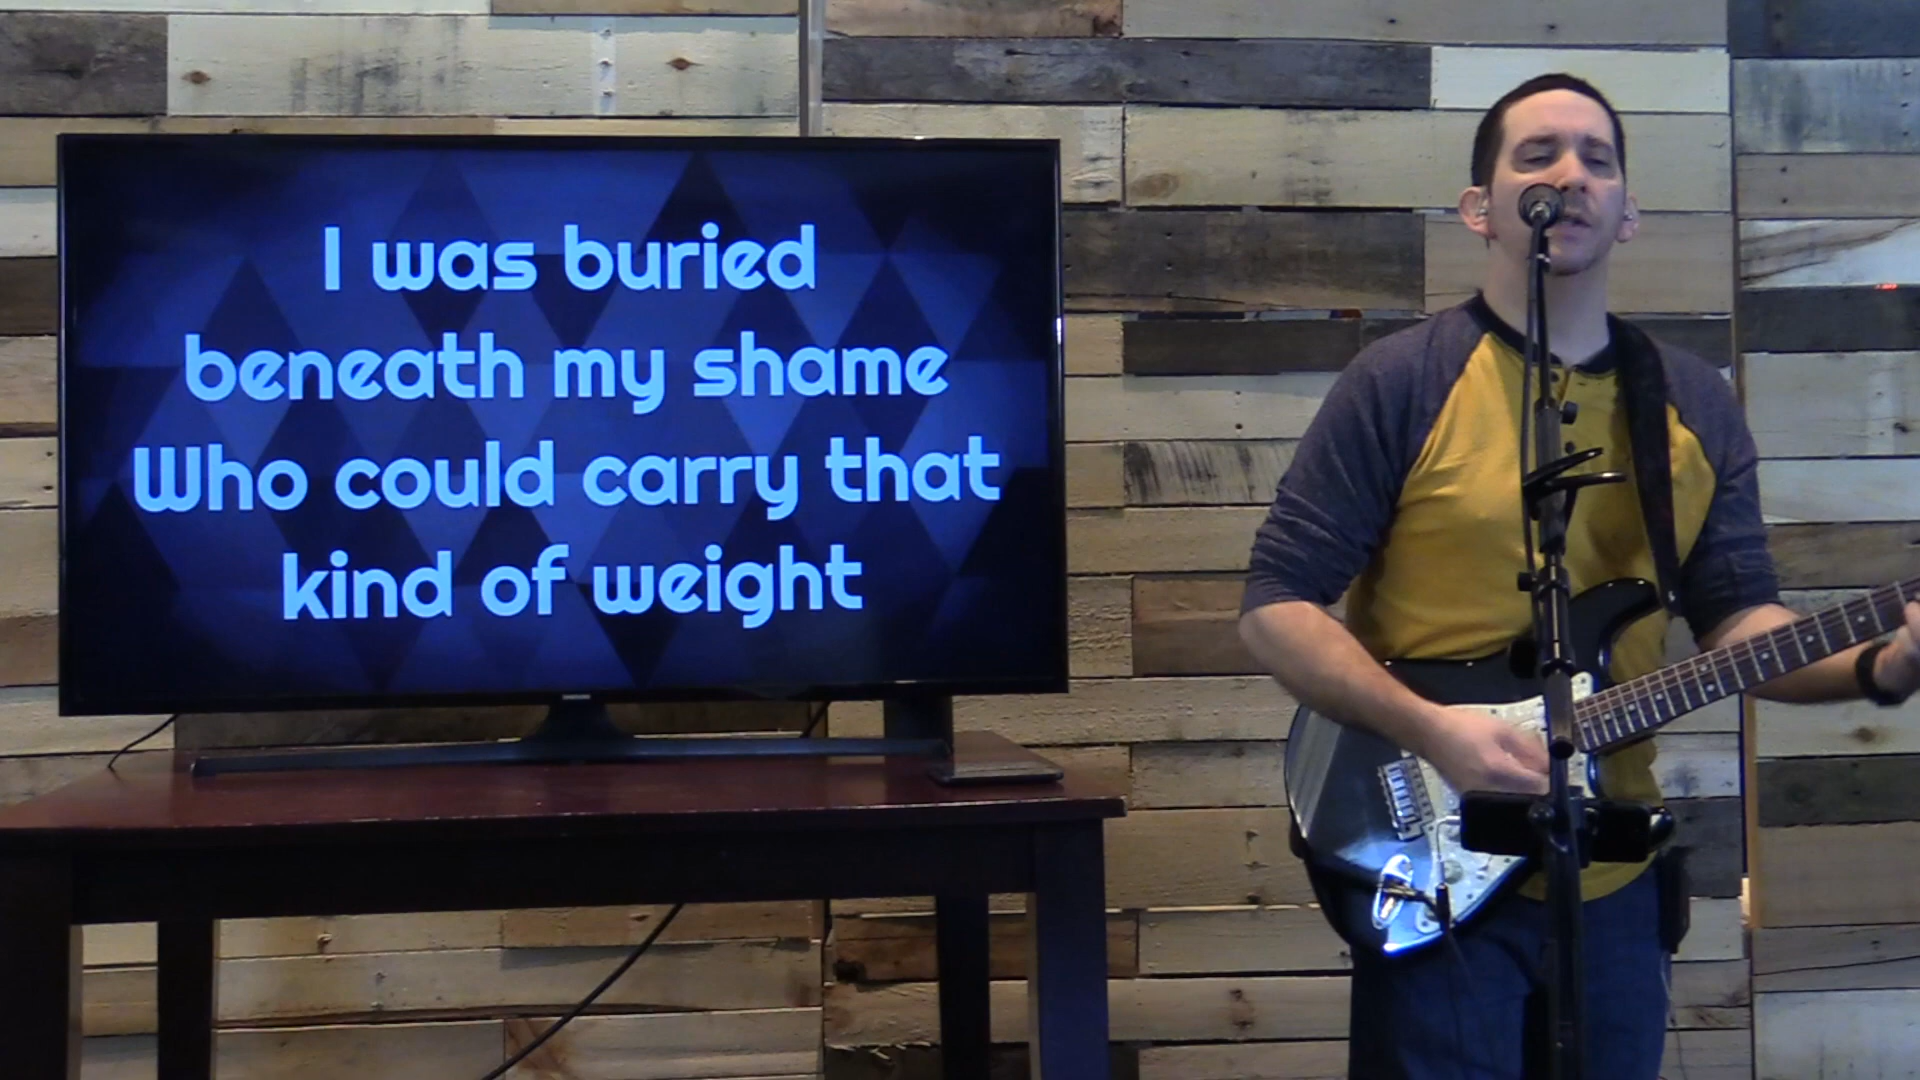 I was buried
beneath my shame
Who could carry that
kind of weight